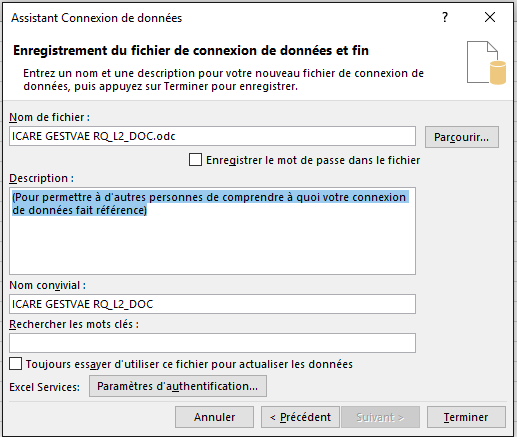 Assistant Connexion de données
Enregistrement du fichier de connexion de données et fin
Entrez un nom et une description pour votre nouveau fichier de connexion de
données, puis appuyez sur Terminer pour enregistrer.
Nom de fichier :
ICARE GESTVAE RQ_L2_DOC.odc
Parcourir...
Enregistrer le mot de passe dans le fichier
Description :
(Pour permettre à d'autres personnes de comprendre à quoi votre connexion
de données fait référence)
Nom convivial :
ICARE GESTVAE RQ_L2_DOC
Rechercher les mots clés :
Toujours essayer d'utiliser ce fichier pour actualiser les données
Excel Services: Paramètres d'authentification...
Annuler < Précédent Suivant > Terminer